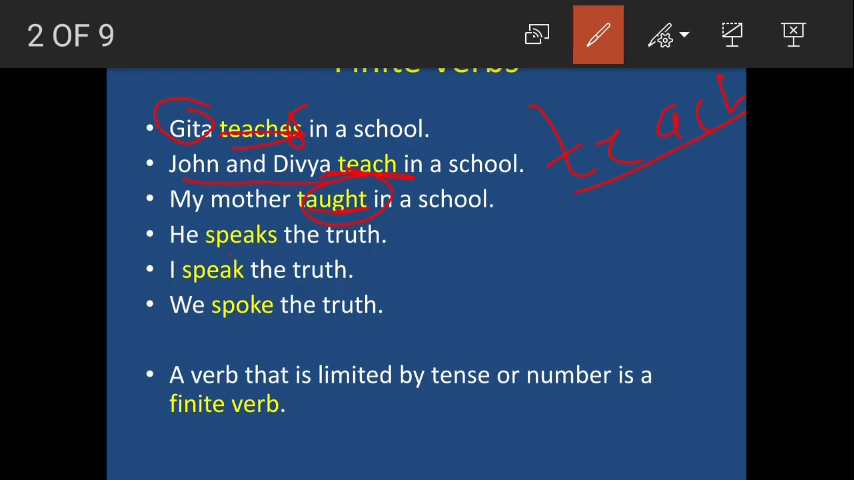 2 OF 9
Finite Verbs
• Gita teaches in a school.
• John and Divya teach in a school.
• My mother taught in a school.
• He speaks the truth.
• I speak the truth.
• We spoke the truth.
• A verb that is limited by tense or number is a
finite verb.
teach